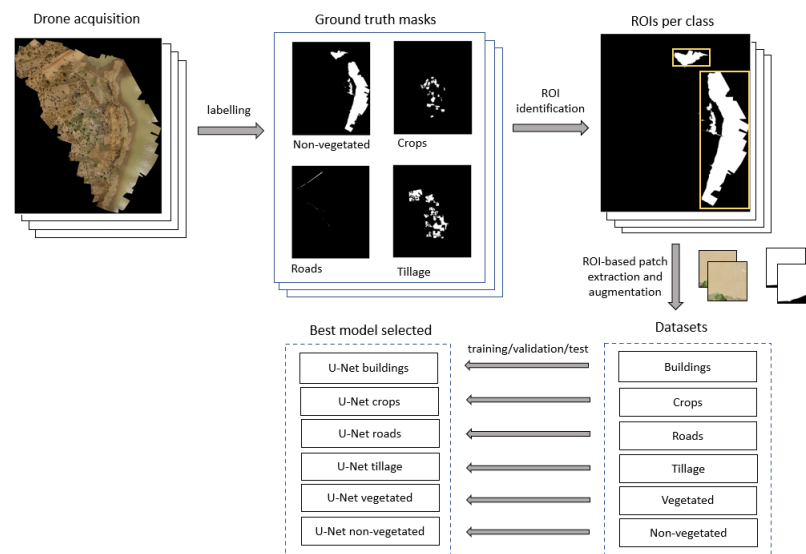 Drone acquisition
Ground truth masks
ROIs per class
labelling
Non-vegetated
Crops
Roads
Tillage
ROI
identification
ROI-based patch
extraction and
augmentation
Best model selected
training/validation/test
Datasets
U-Net buildings
Buildings
U-Net crops
Crops
U-Net roads
Roads
U-Net tillage
Tillage
U-Net vegetated
Vegetated
U-Net non-vegetated
Non-vegetated